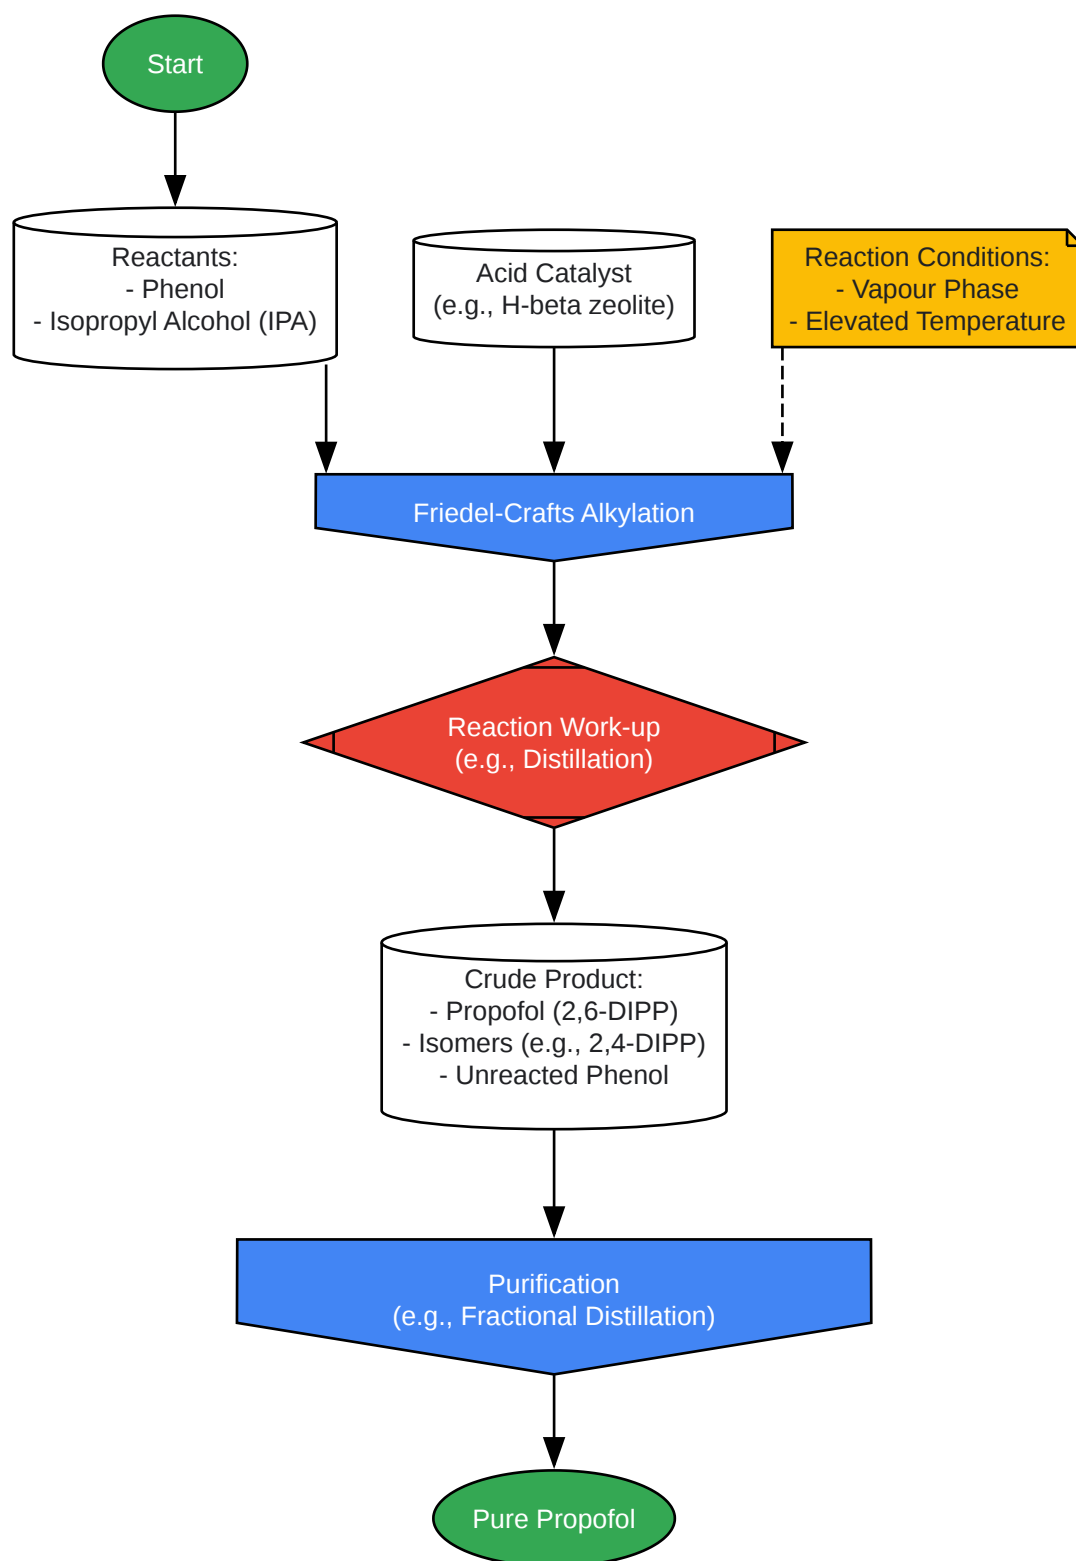 Start
Reactants:
- Phenol
- Isopropyl Alcohol (IPA)
Acid Catalyst
(e.g., H-beta zeolite)
Reaction Conditions:
- Vapour Phase
- Elevated Temperature
Friedel-Crafts Alkylation
Reaction Work-up
(e.g., Distillation)
Crude Product:
- Propofol (2,6-DIPP)
- Isomers (e.g., 2,4-DIPP)
- Unreacted Phenol
Purification
(e.g., Fractional Distillation)
Pure Propofol